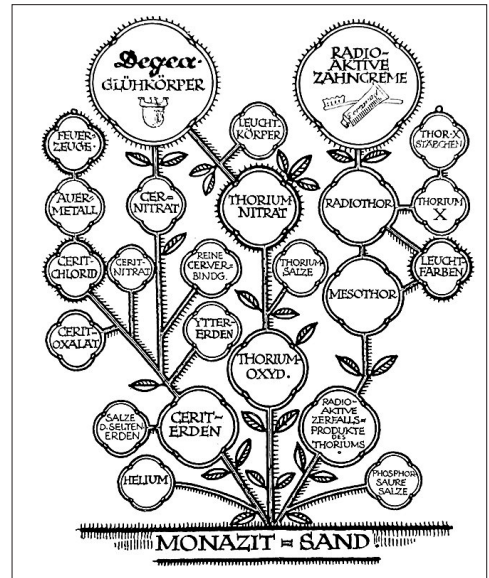 Degea-
GLÜHKÖRPER
RADIO-
AKTIVE
ZAHNCREME
FEUER-
ZEUGE.
LEUCHT-
KÖRPER
THOR-X
STÄBCHEN
AUER-
METALL
CER-
NITRAT
THORIUM
NITRAT
RADIOTHOR
THORIUM
X
CERIT-
CHLORID
CERIT-
NITRAT
REINE
CERVER-
BINDG.
THORIUM
SALZE
MESOTHOR
LEUCHT-
FARBEN
CERIT-
OXALAT
YTTER-
ERDEN
THORIUM-
OXYD.
SALZE
D. SELTEN-
ERDEN
CERIT-
ERDEN
RADIO-
AKTIVE
ZERFALLS=
PRODUKTE
DES
THORIUMS
HELIUM
PHOSPHOR
SAURE
SALZE
MONAZIT = SAND